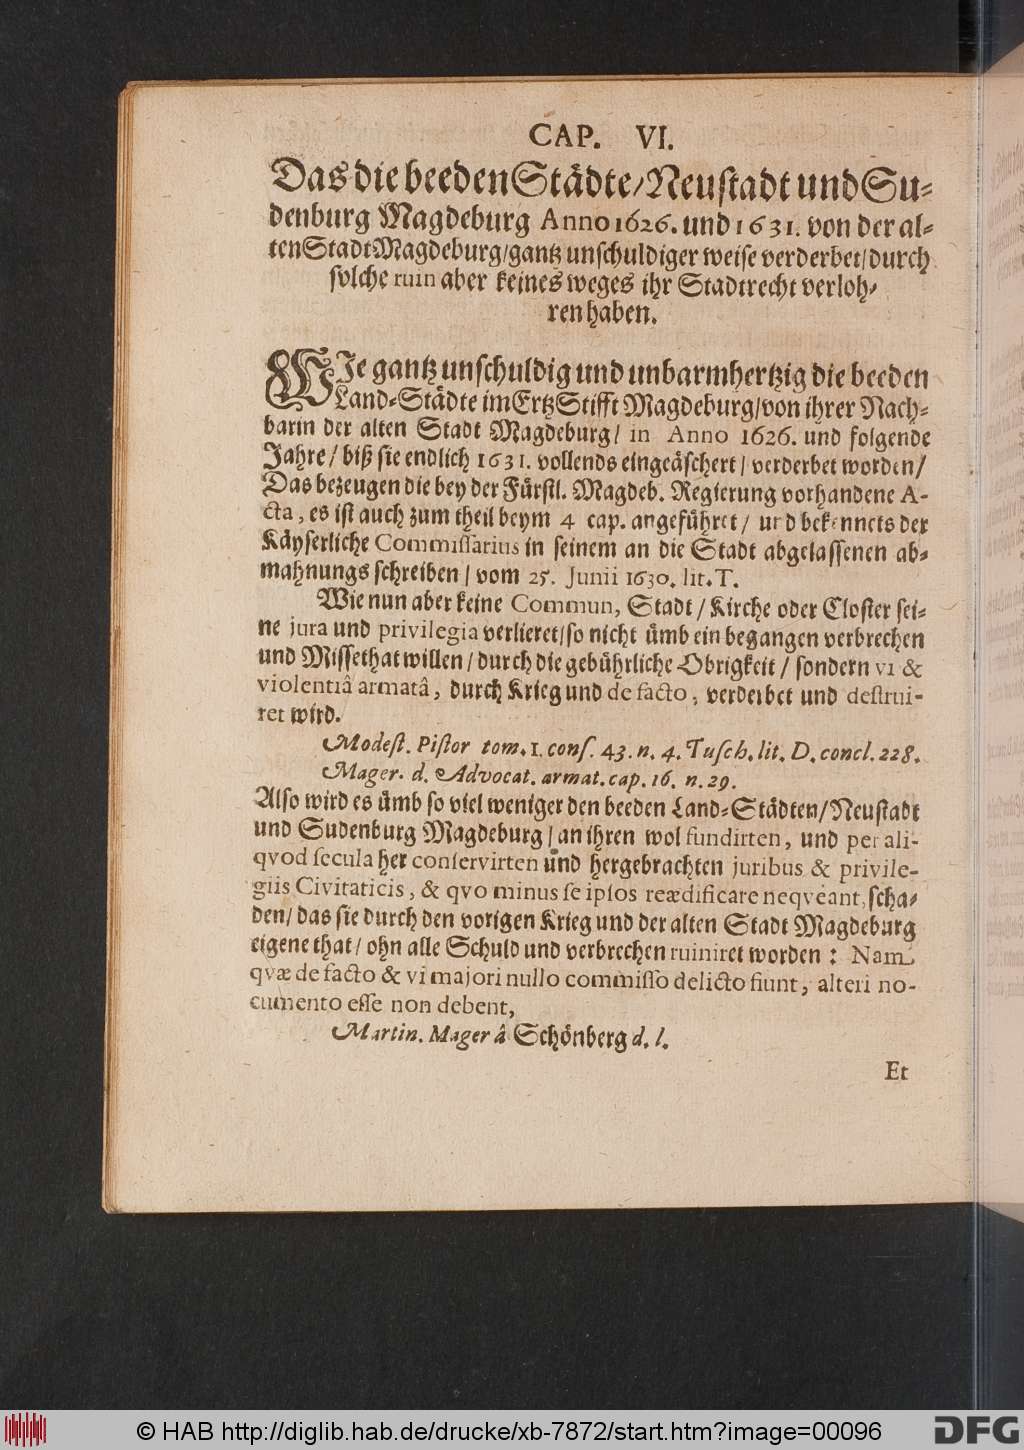 CAP. VI.
Das die beeden Städte/Neustadt und Su-
denburg Magdeburg Anno 1626. und 1631. von der al-
ten Stadt Magdeburg/gantz unschuldiger weise verderbet/durch
solche ruin aber keines weges ihr Stadtrecht verloh-
ren haben.
WJe gantz unschuldig und unbarmhertzig die beeden
Land-Städte im ErtzStifft Magdeburg/von ihrer Nach-
barin der alten Stadt Magdeburg/ in Anno 1626. und folgende
Jahre/ biß sie endlich 1631. vollends eingeäschert/ verderbet worden/
Das bezeugen die bey der Fürstl. Magdeb. Regierung vorhandene A-
cta, es ist auch zum theil beym 4 cap. angeführet/ und bekennets der
Käyserliche Commissarius in seinem an die Stadt abgelassenen ab-
mahnungs schreiben/ vom 25. Junii 1630. lit. T.
Wie nun aber keine Commun, Stadt/Kirche oder Closter sei-
ne jura und privilegia verlieret/so nicht ümb ein begangen verbrechen
und Missethat willen/durch die gebührliche Obrigkeit/ sondern vi &
violentiâ armatâ, durch Krieg und de facto, verderbet und destrui-
ret wird.
Modest. Pistor tom. 1. cons. 43. n. 4. Tusch. lit. D. concl. 228.
Mager. d. Advocat. armat. cap. 16. n. 29.
Also wird es ümb so viel weniger den beeden Land-Städten/Neustadt
und Sudenburg Magdeburg/an ihren wol fundirten, und per ali-
qvod secula her conservirten und hergebrachten juribus & privile-
giis Civitaticis, & qvo minus se ipsos reædificare neqveant, scha-
den/das sie durch den vorigen Krieg und der alten Stadt Magdeburg
eigene that/ ohn alle Schuld und verbrechen ruiniret worden: Nam
qvæ de facto & vi majori nullo commisso delicto fiunt, alteri no-
cumento esse non debent,
Martin. Mager â Schönberg d. l.
Et
© HAB http://diglib.hab.de/drucke/xb-7872/start.htm?image=00096
DFG